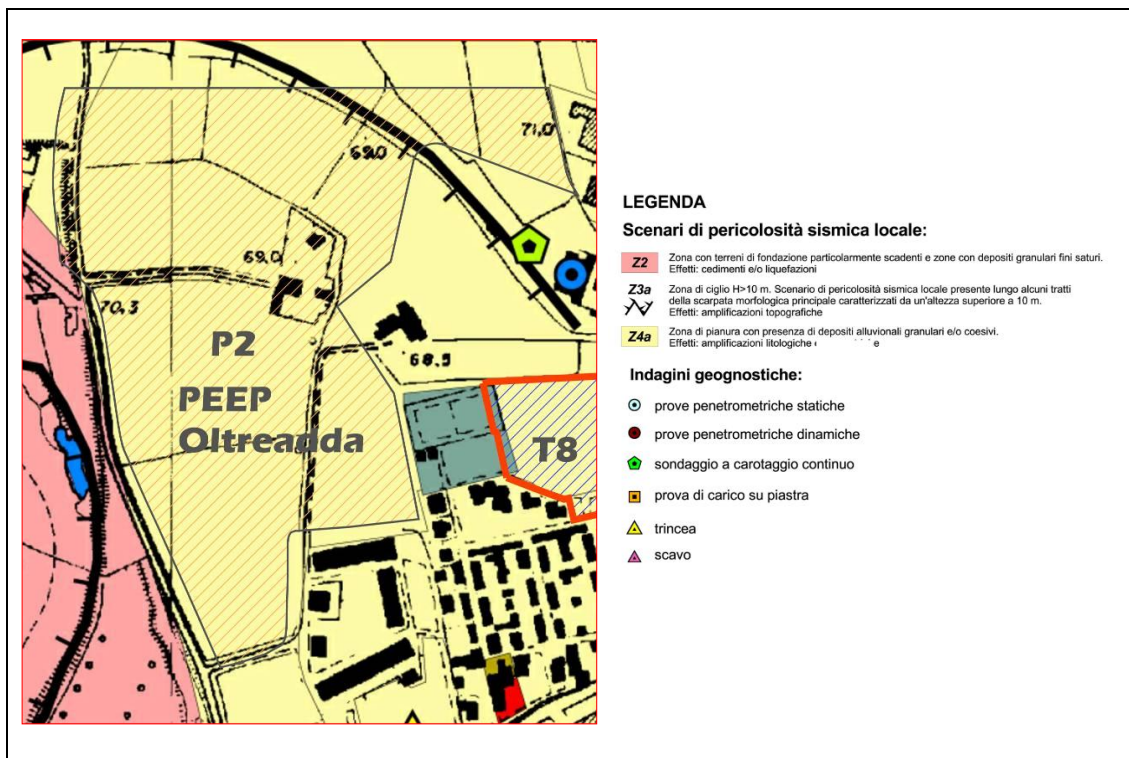 71,0
69,0
69,0
70,3
P2
PEEP
Oltreadda
68,5
T8
LEGENDA
Scenari di pericolosità sismica locale:
Z2
Zona con terreni di fondazione particolarmente scadenti e zone con depositi granulari fini saturi.
Effetti: cedimenti e/o liquefazioni
Z3a
Zona di ciglio H>10 m. Scenario di pericolosità sismica locale presente lungo alcuni tratti
della scarpata morfologica principale caratterizzati da un'altezza superiore a 10 m.
Effetti: amplificazioni topografiche
Z4a
Zona di pianura con presenza di depositi alluvionali granulari e/o coesivi.
Effetti: amplificazioni litologiche
Indagini geognostiche:
prove penetrometriche statiche
prove penetrometriche dinamiche
sondaggio a carotaggio continuo
prova di carico su piastra
trincea
scavo